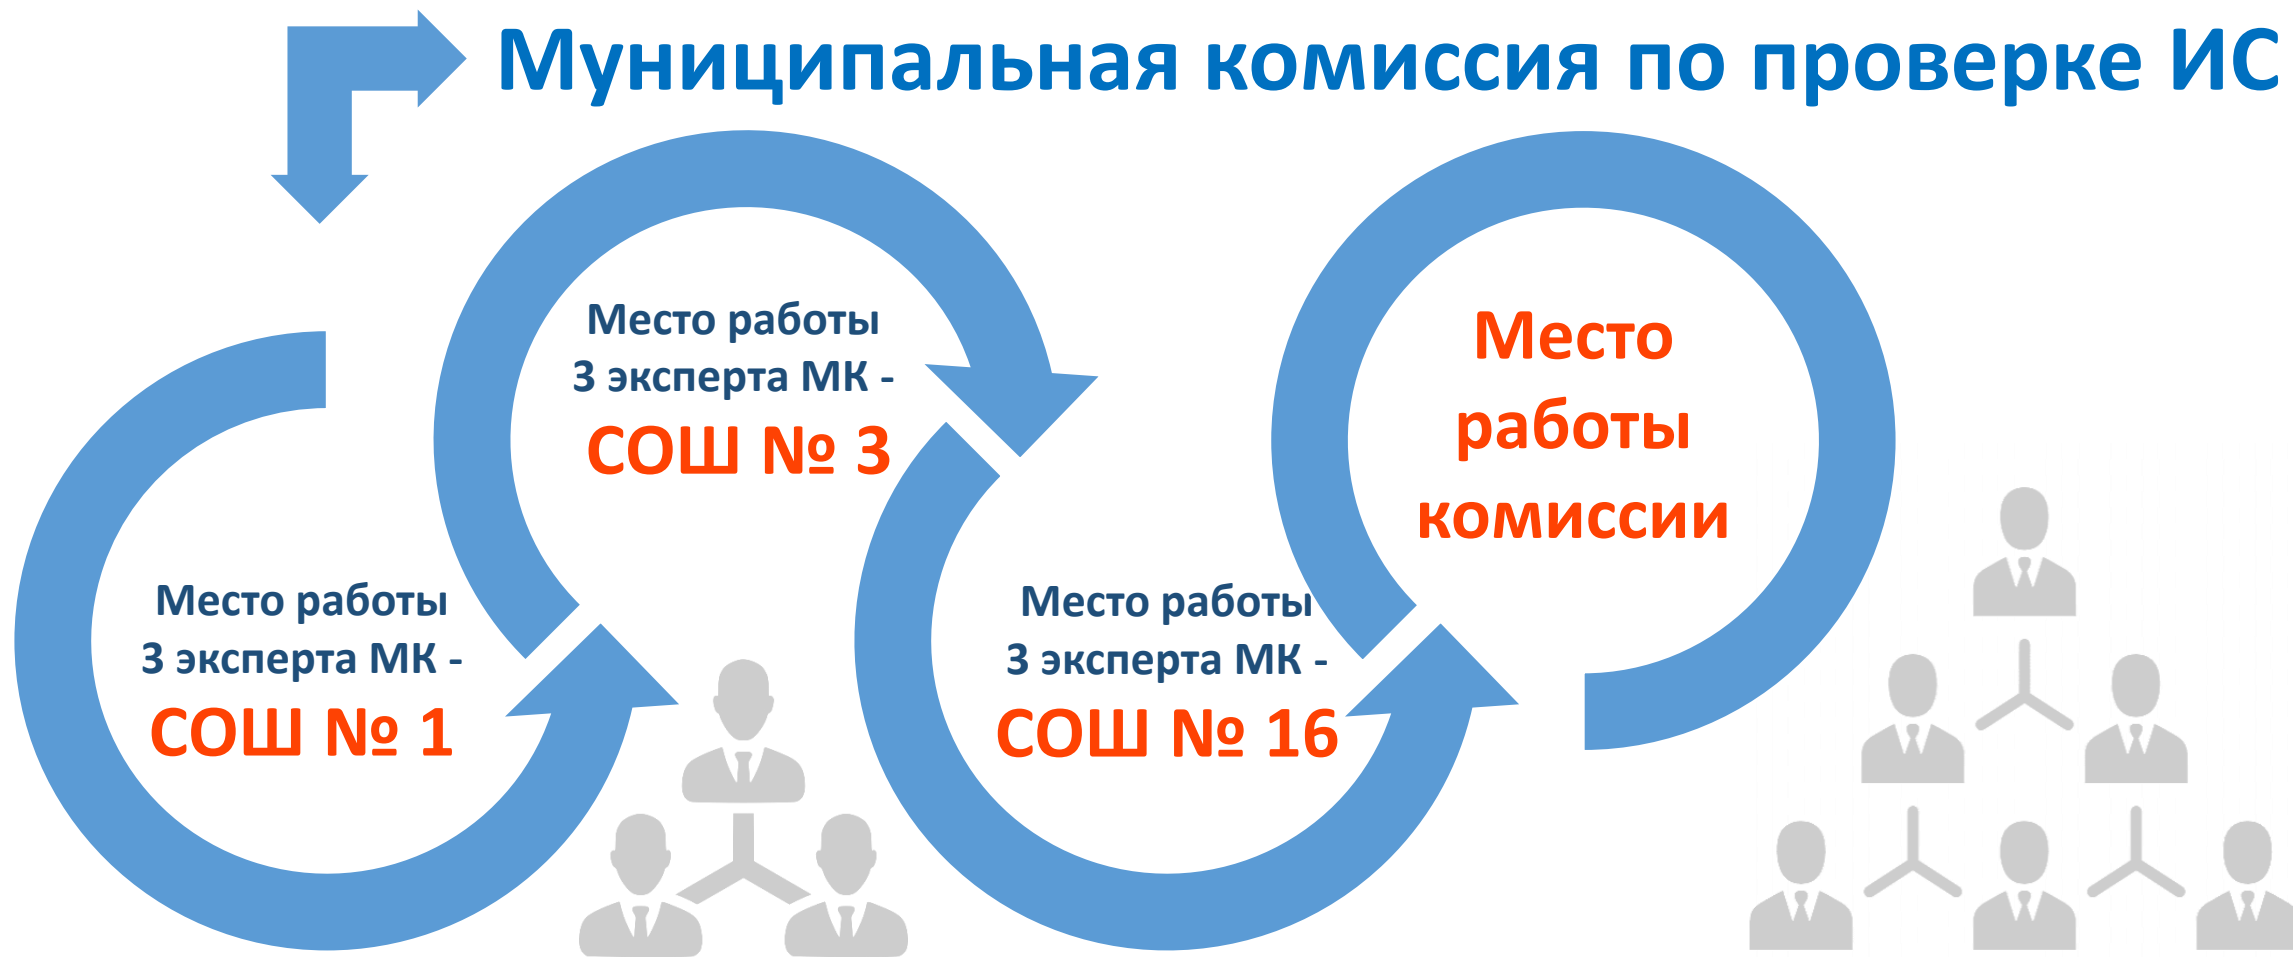 Муниципальная комиссия по проверке ИС
Место работы
3 эксперта МК -
СОШ № 1
Место работы
3 эксперта МК -
СОШ № 3
Место работы
3 эксперта МК -
СОШ № 16
Место
работы
комиссии